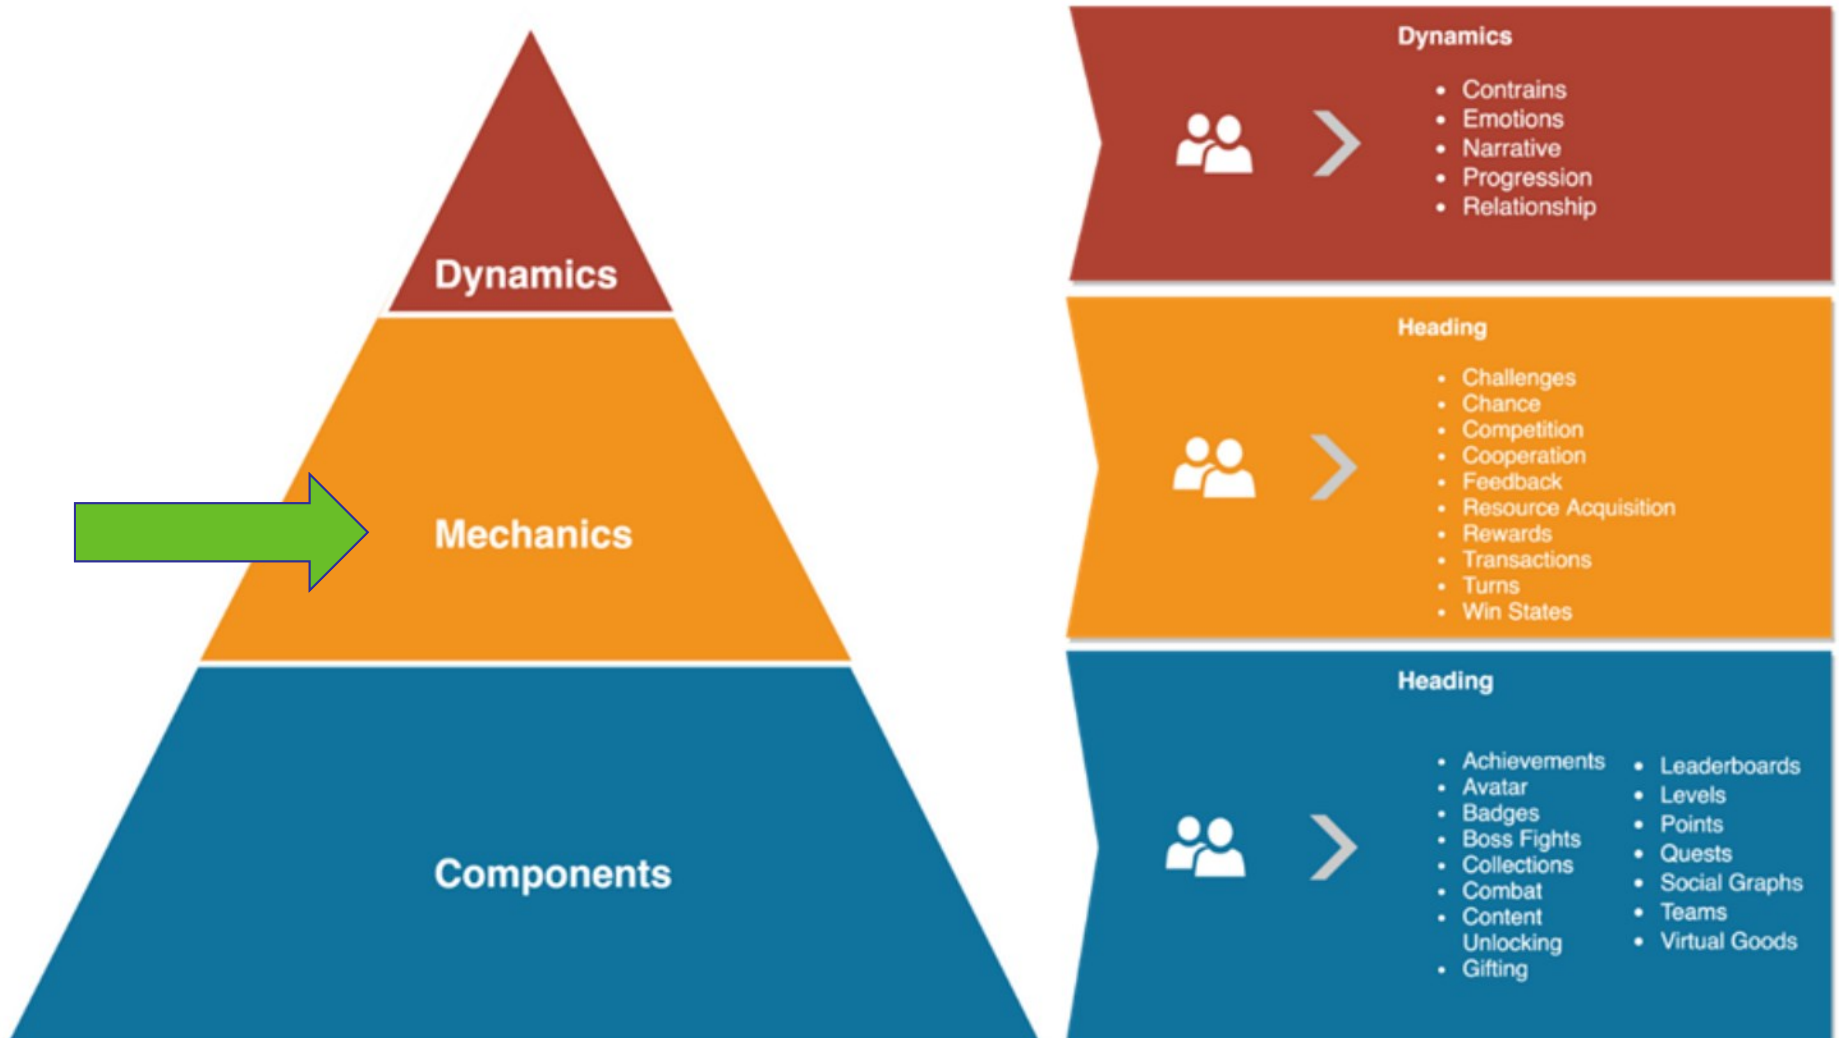 Dynamics
Mechanics
Components
Dynamics
• Contrains
• Emotions
• Narrative
• Progression
• Relationship
Heading
• Challenges
• Chance
• Competition
• Cooperation
• Feedback
• Resource Acquisition
• Rewards
• Transactions
• Turns
• Win States
Heading
• Achievements
• Avatar
• Badges
• Boss Fights
• Collections
• Combat
• Content
Unlocking
• Gifting
• Leaderboards
• Levels
• Points
• Quests
• Social Graphs
• Teams
• Virtual Goods